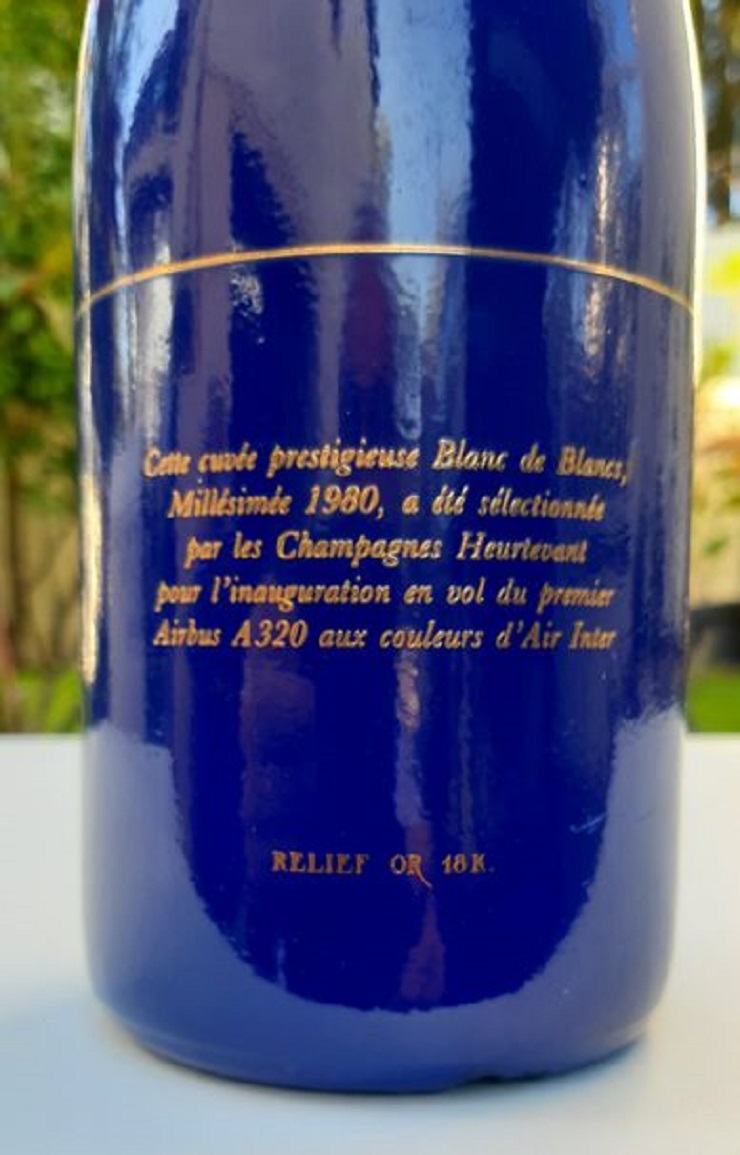 Cette cuvée prestigieuse Blanc de Blancs,
Millésimée 1980, a été sélectionnée
par les Champagnes Heurtevant
pour l'inauguration en vol du premier
Airbus A320 aux couleurs d'Air Inter
RELIEF OR 18K.